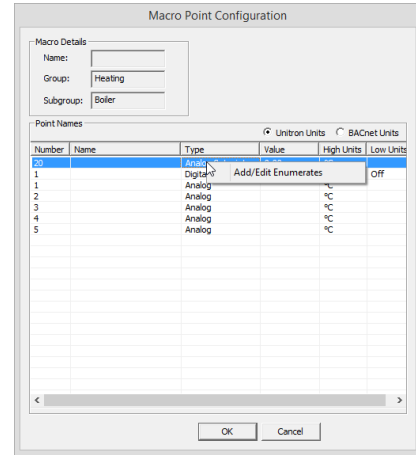 Macro Point Configuration
Macro Details
Name:
Group: Heating
Subgroup: Boiler
Point Names
Unitron Units BACnet Units
Number Name Type Value High Units Low Units
20 °C
1 Off
Add/Edit Enumerates
1 Analog °C
2 Analog °C
3 Analog °C
4 Analog °C
5 Analog °C
OK Cancel